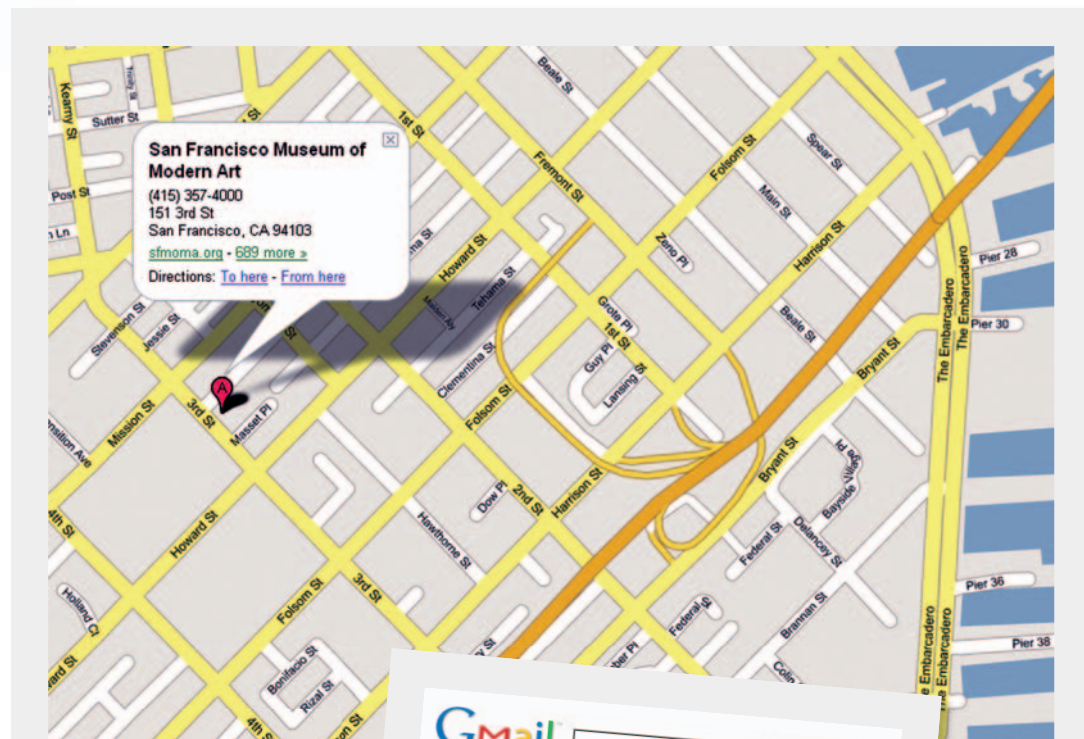 Kearny St
Trinity St
Sutter St
Post St
San Francisco Museum of
Modern Art
(415) 357-4000
151 3rd St
San Francisco, CA 94103
sfmoma.org - 689 more »
Directions: To here - From here
A
1st St
Beale St
Fremont St
Folsom St
Spear St
Main St
Harrison St
Zeno Pl
Howard St
Tehama St
Stevenson St
Jessie St
Clementina St
Grote Pl
1st St
Guy Pl
Lansing St
Beale St
Bryant St
The Embarcadero
The Embarcadero
Pier 28
Pier 30
Mission St
3rd St
Masset Pl
Folsom St
Bryant St
Harrison St
2nd St
Dow Pl
Hawthorne St
Bayside Village Pl
Federal St
Delancey St
4th St
Howard St
Holland Ct
Folsom St
3rd St
Federal St
Brannan St
Colin
Pier 36
Pier 38
Embarcadero
Embarcadero
Bonifacio St
Rizal St
4th St
Gmail